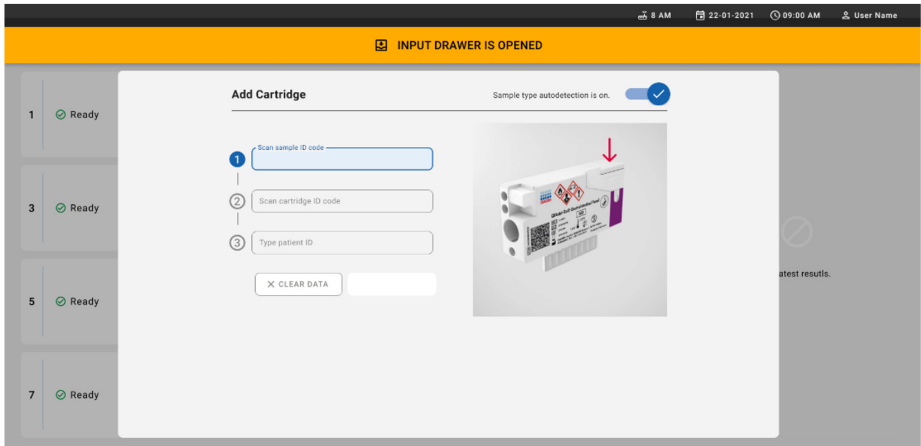 8 AM 22-01-2021 09:00 AM User Name
INPUT DRAWER IS OPENED
Add Cartridge
Sample type autodetection is on.
1 Ready
3 Ready
5 Ready
7 Ready
1 Scan sample ID code
2 Scan cartridge ID code
3 Type patient ID
CLEAR DATA
atest resutls.